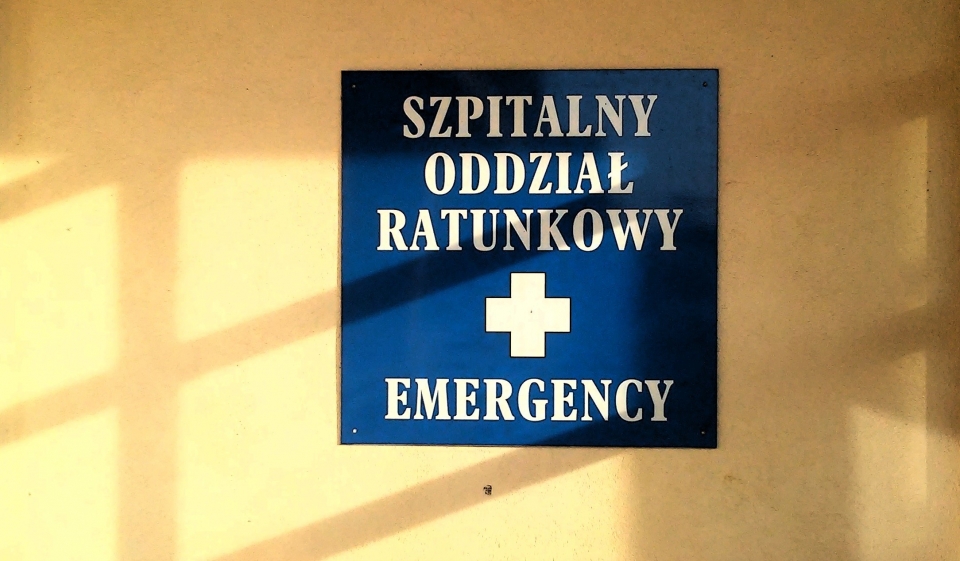 SZPITALNY
ODDZIAŁ
RATUNKOWY
EMERGENCY